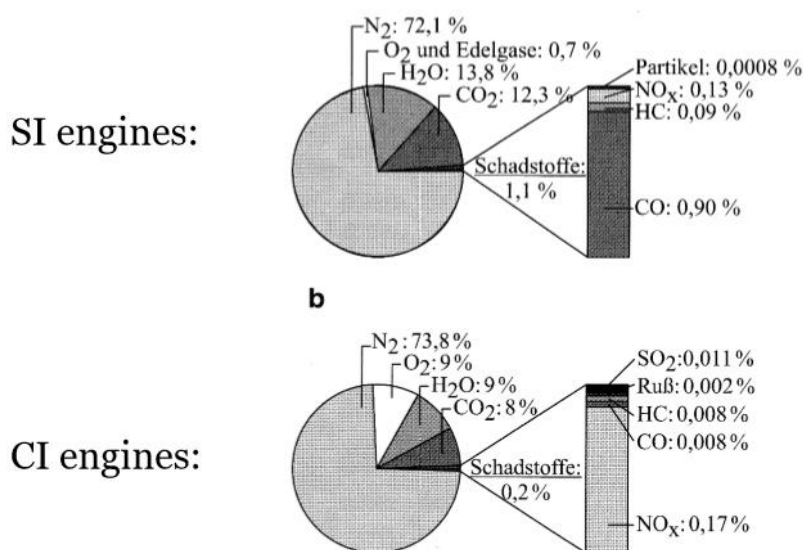 SI engines:
N2: 72,1 %
O2 und Edelgase: 0,7 %
H2O: 13,8 %
CO2: 12,3 %
Schadstoffe:
1,1 %
Partikel: 0,0008 %
NOX: 0,13 %
HC: 0,09 %
CO: 0,90 %
b
CI engines:
N2: 73,8 %
O2: 9 %
H2O: 9 %
CO2: 8 %
Schadstoffe:
0,2 %
SO2: 0,011 %
Ruß: 0,002 %
HC: 0,008 %
CO: 0,008 %
NOX: 0,17 %